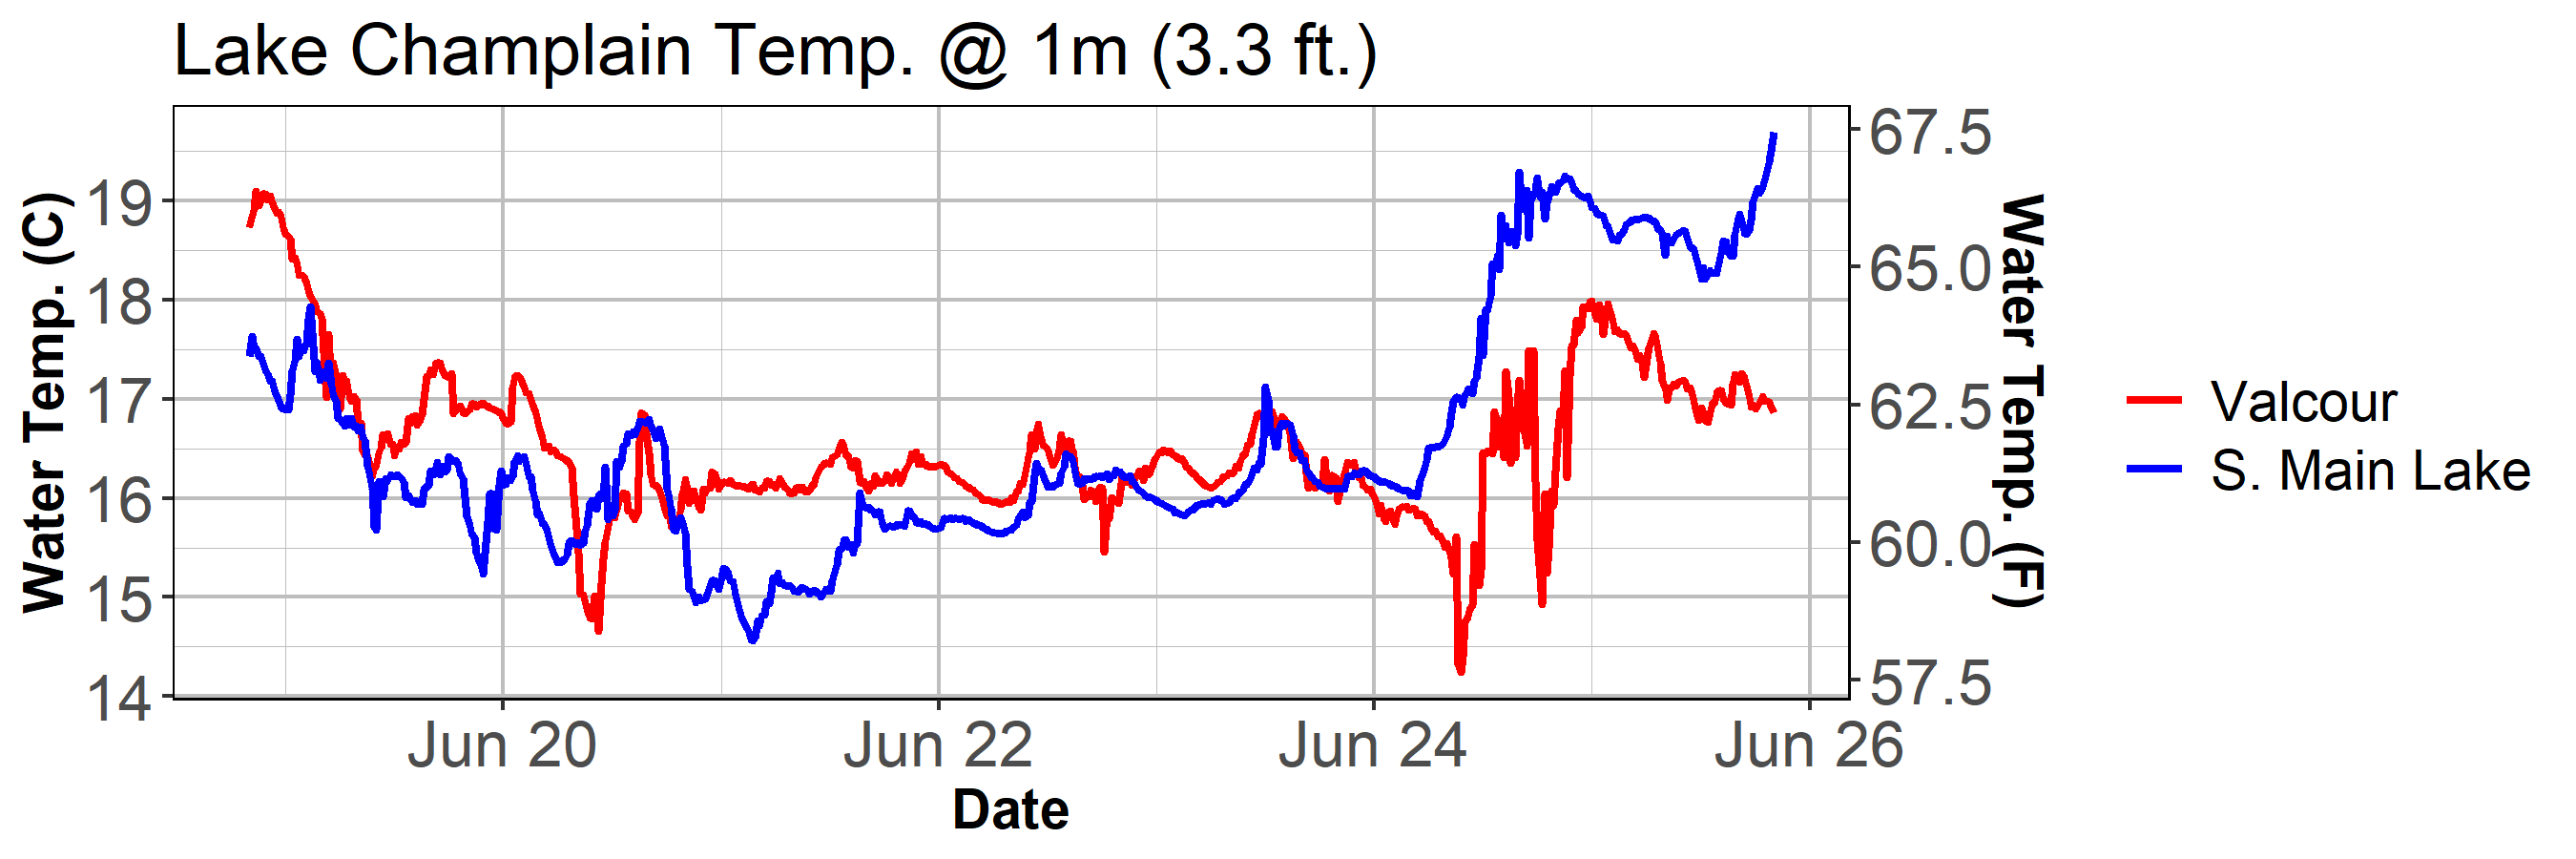 Lake Champlain Temp. @ 1m (3.3 ft.)
Water Temp. (C)
19
18
17
16
15
14
67.5
65.0
62.5
60.0
57.5
Water Temp. (F)
Jun 20
Jun 22
Jun 24
Jun 26
Date
Valcour
S. Main Lake